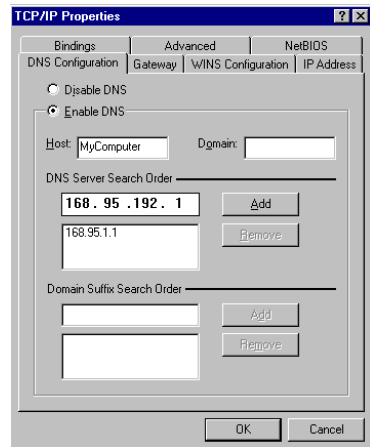 TCP/IP Properties
Bindings Advanced NetBIOS
DNS Configuration Gateway WINS Configuration IP Address
Disable DNS
Enable DNS
Host: MyComputer Domain:
DNS Server Search Order
168. 95 .192. 1 Add
168.95.1.1 Remove
Domain Suffix Search Order
Add
Remove
OK Cancel